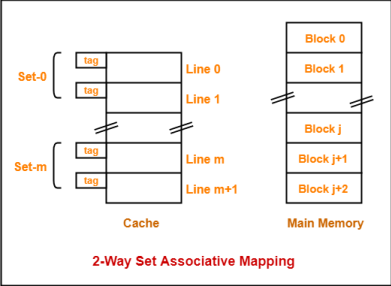 Set-0
tag
Line 0
tag
Line 1
Set-m
tag
Line m
tag
Line m+1
Cache
Block 0
Block 1
Block j
Block j+1
Block j+2
Main Memory
2-Way Set Associative Mapping